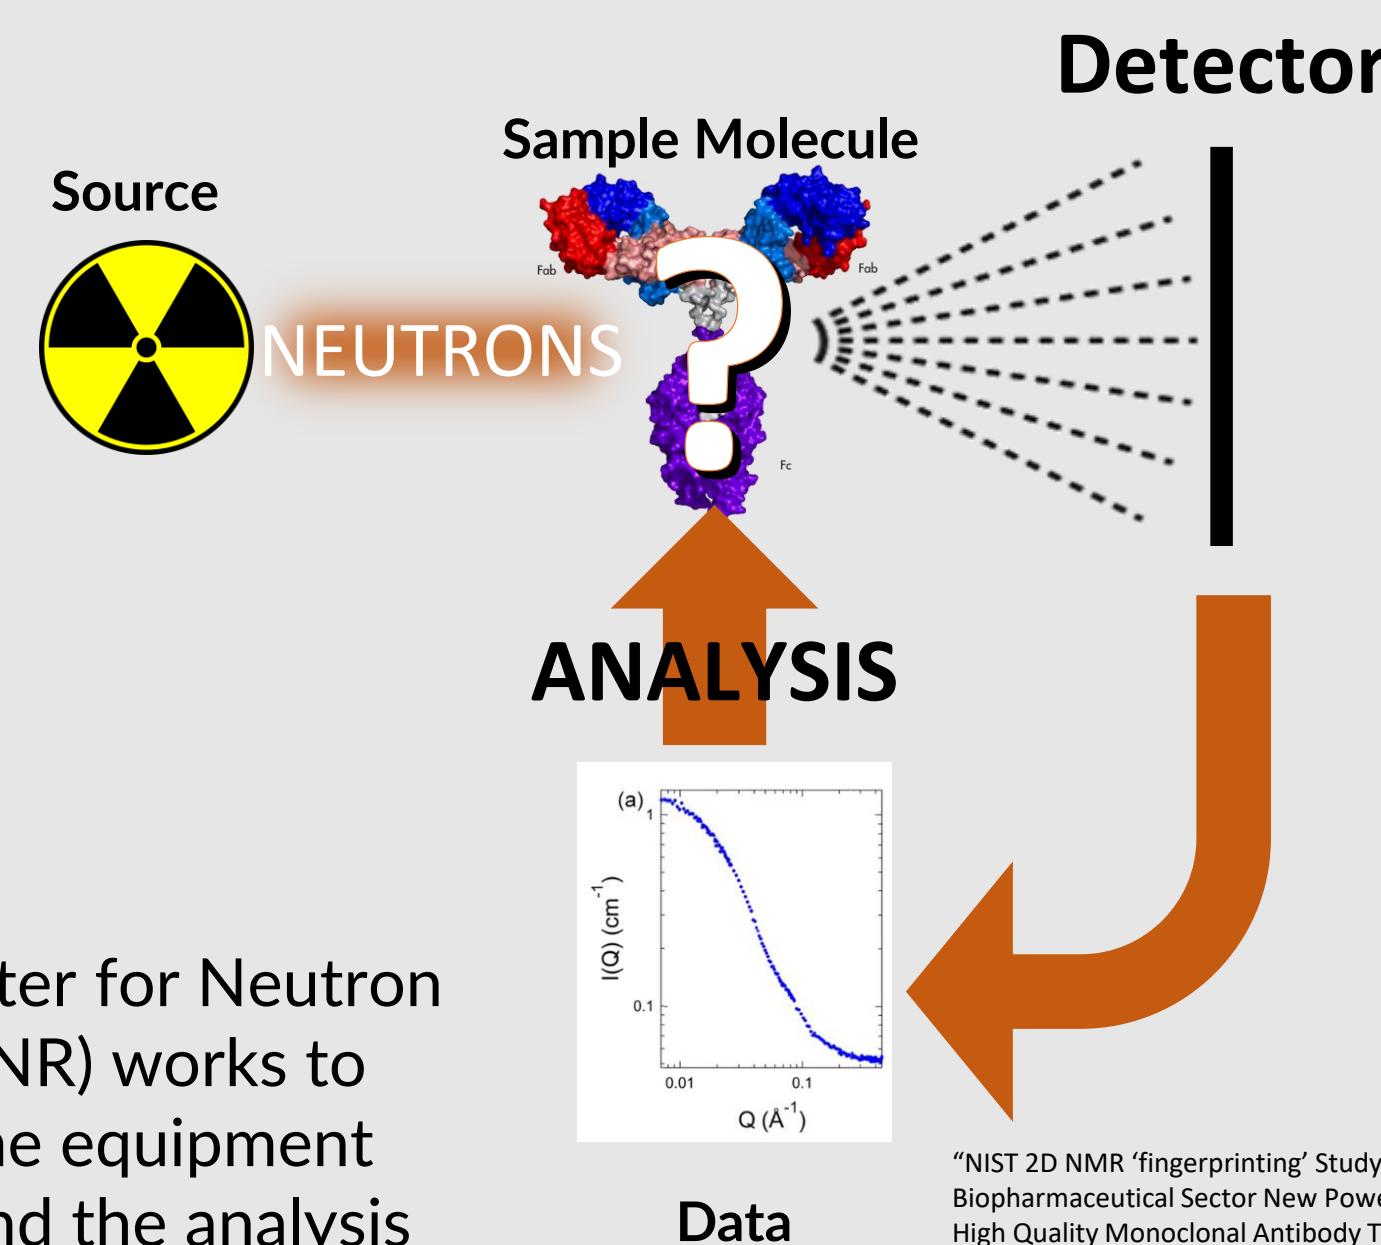 Detector
Sample Molecule
Source
Fab
Fab
NEUTRONS
?
Fc
ANALYSIS
(a)
1
0.1
I(Q) (cm⁻¹)
0.01
0.1
Q (Å⁻¹)
Data
ter for Neutron
NR) works to
ne equipment
nd the analysis
“NIST 2D NMR ‘fingerprinting’ Study
Biopharmaceutical Sector New Powe
High Quality Monoclonal Antibody T